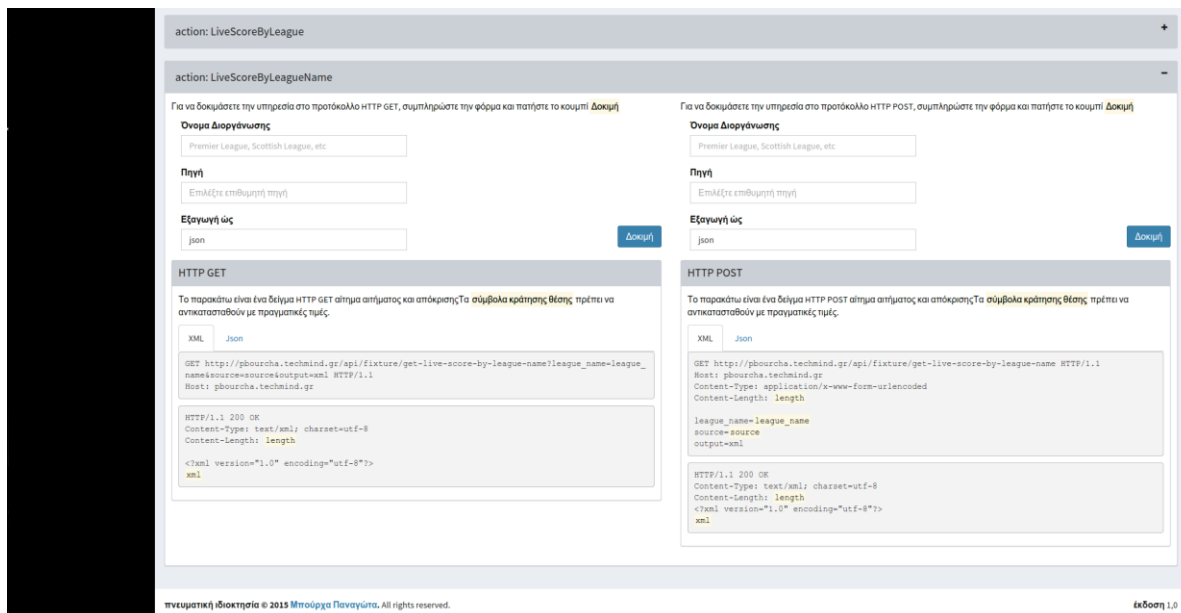 action: LiveScoreByLeague
+
action: LiveScoreByLeagueName
−
Για να δοκιμάσετε την υπηρεσία στο πρωτόκολλο HTTP GET, συμπληρώστε την φόρμα και πατήστε το κουμπί Δοκιμή
Όνομα Διοργάνωσης
Premier League, Scottish League, etc
Πηγή
Επιλέξτε επιθυμητή πηγή
Εξαγωγή ώς
json
Δοκιμή
HTTP GET
Το παρακάτω είναι ένα δείγμα HTTP GET αίτημα αιτήματος και απόκρισηςΤα σύμβολα κράτησης θέσης πρέπει να
αντικατασταθούν με πραγματικές τιμές.
XML Json
GET http://pbourcha.techmind.gr/api/fixture/get-live-score-by-league-name?league_name=league_
name&source=source&output=xml HTTP/1.1
Host: pbourcha.techmind.gr
HTTP/1.1 200 OK
Content-Type: text/xml; charset=utf-8
Content-Length: length
<?xml version="1.0" encoding="utf-8"?>
xml
Για να δοκιμάσετε την υπηρεσία στο πρωτόκολλο HTTP POST, συμπληρώστε την φόρμα και πατήστε το κουμπί Δοκιμή
Όνομα Διοργάνωσης
Premier League, Scottish League, etc
Πηγή
Επιλέξτε επιθυμητή πηγή
Εξαγωγή ώς
json
Δοκιμή
HTTP POST
Το παρακάτω είναι ένα δείγμα HTTP POST αίτημα αιτήματος και απόκρισηςΤα σύμβολα κράτησης θέσης πρέπει να
αντικατασταθούν με πραγματικές τιμές.
XML Json
GET http://pbourcha.techmind.gr/api/fixture/get-live-score-by-league-name HTTP/1.1
Host: pbourcha.techmind.gr
Content-Type: application/x-www-form-urlencoded
Content-Length: length
league_name=league_name
source=source
output=xml
HTTP/1.1 200 OK
Content-Type: text/xml; charset=utf-8
Content-Length: length
<?xml version="1.0" encoding="utf-8"?>
xml
πνευματική ιδιοκτησία © 2015 Μπούρχα Παναγώτα. All rights reserved.
έκδοση 1,0